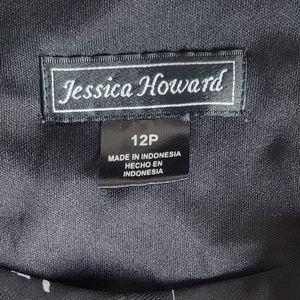 Jessica Howard
12P
MADE IN INDONESIA
HECHO EN
INDONESIA